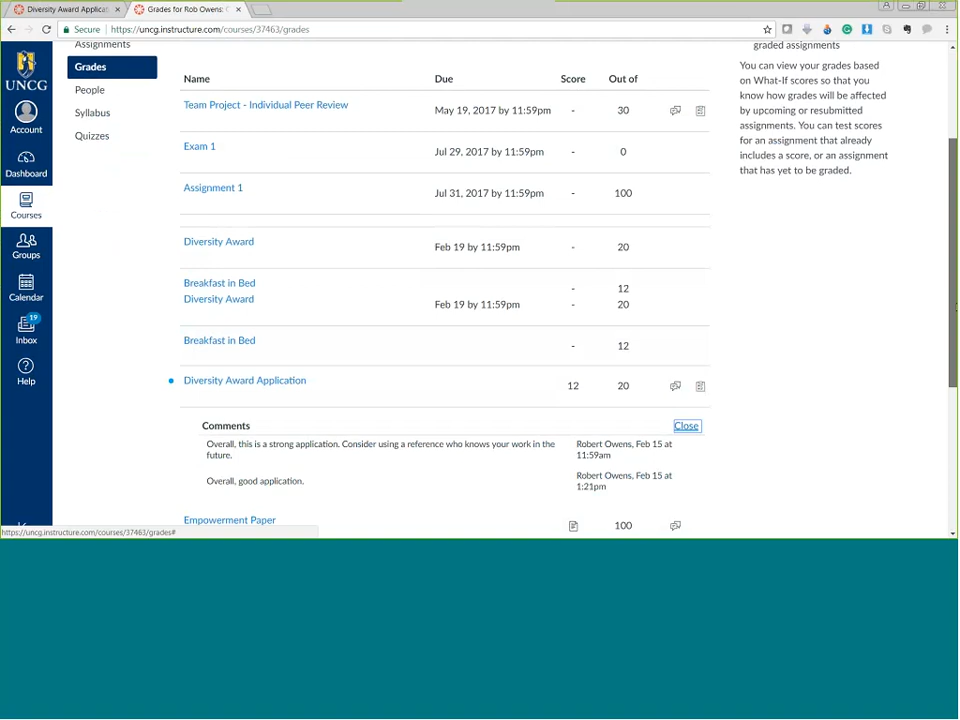 Diversity Award Applicat
Grades for Rob Owens: C
Secure
https://uncg.instructure.com/courses/37463/grades
UNCG
Account
Dashboard
Courses
Groups
Calendar
19
Inbox
Help
Assignments
Grades
People
Syllabus
Quizzes
Name Due Score Out of
Team Project - Individual Peer Review May 19, 2017 by 11:59pm - 30
Exam 1 Jul 29, 2017 by 11:59pm - 0
Assignment 1 Jul 31, 2017 by 11:59pm - 100
Diversity Award Feb 19 by 11:59pm - 20
Breakfast in Bed - 12
Diversity Award Feb 19 by 11:59pm - 20
Breakfast in Bed - 12
Diversity Award Application 12 20
Comments Close
Overall, this is a strong application. Consider using a reference who knows your work in the
future.
Robert Owens, Feb 15 at
11:59am
Overall, good application.
Robert Owens, Feb 15 at
1:21pm
Empowerment Paper 100
graded assignments
You can view your grades based
on What-If scores so that you
know how grades will be affected
by upcoming or resubmitted
assignments. You can test scores
for an assignment that already
includes a score, or an assignment
that has yet to be graded.
https://uncg.instructure.com/courses/37463/grades#